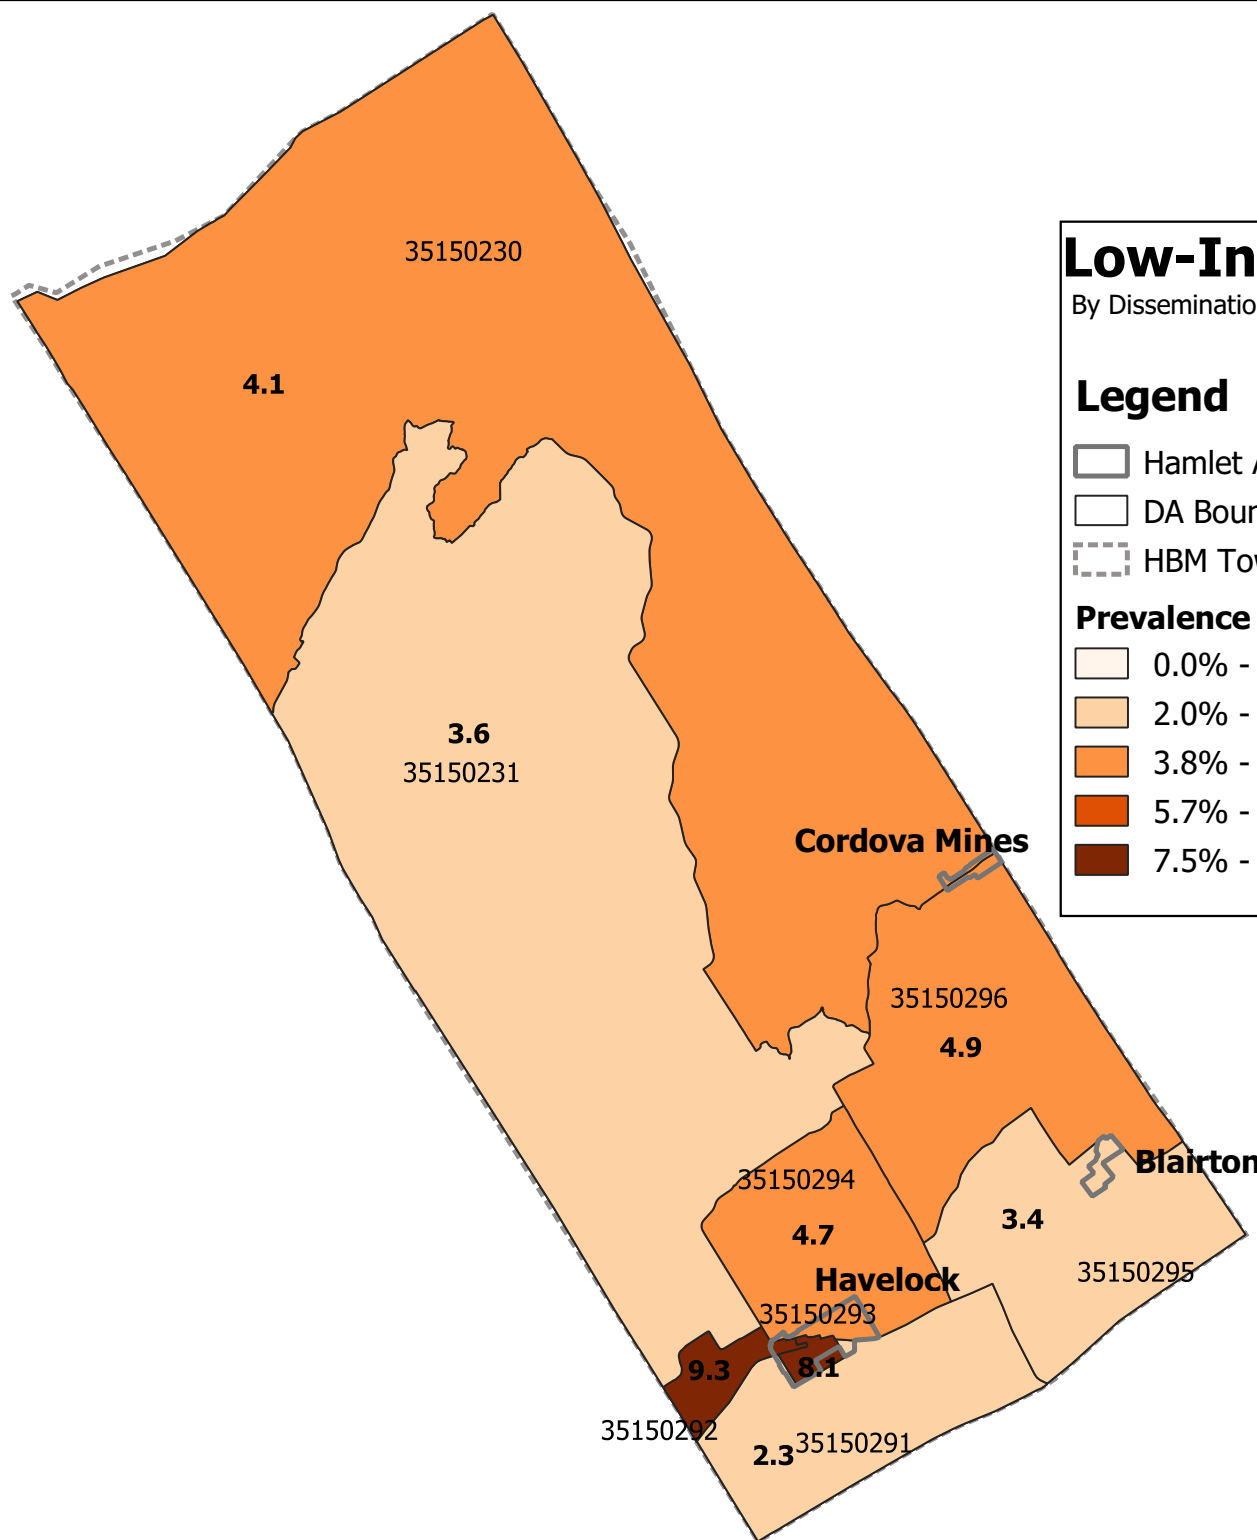 35150230
4.1
Low-In
By Disseminatio
Legend
Hamlet A
DA Bour
HBM Tow
Prevalence
0.0% -
2.0% -
3.8% -
5.7% -
7.5% -
3.6
35150231
Cordova Mines
35150296
4.9
Blairton
35150294
4.7
3.4
35150295
Havelock
35150293
9.3
8.1
35150292
2.3
35150291